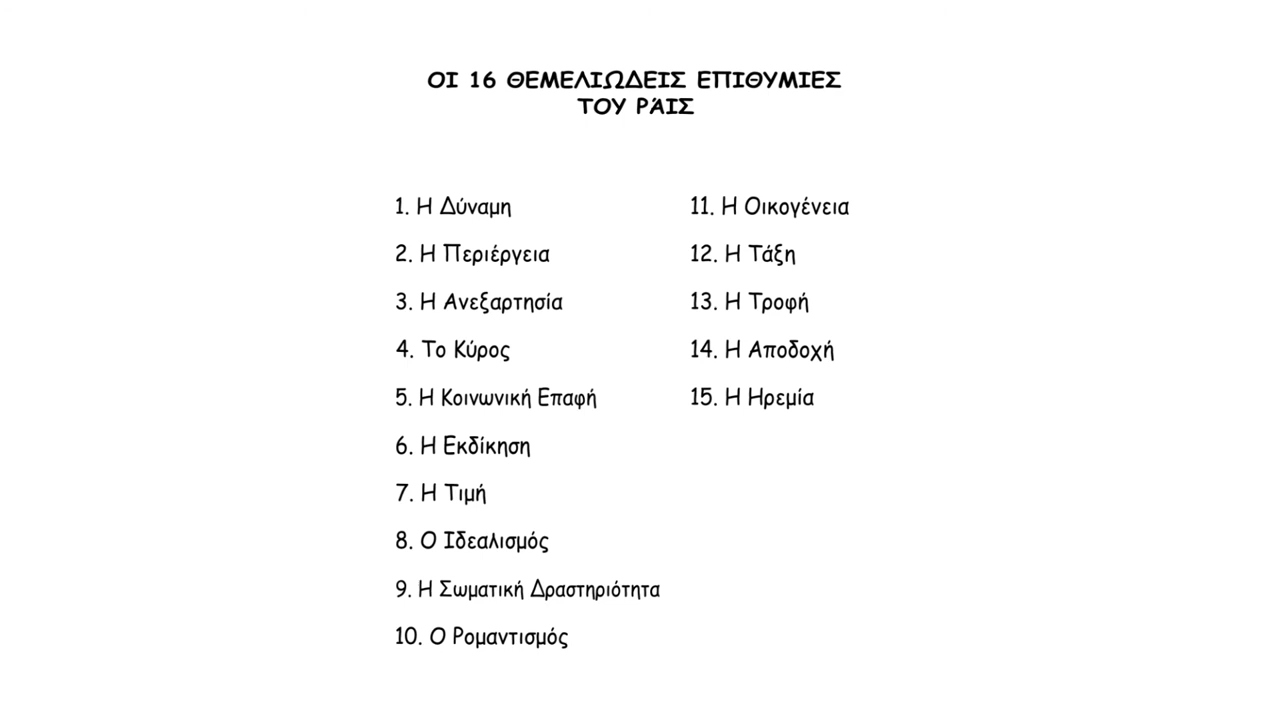 ΟΙ 16 ΘΕΜΕΛΙΩΔΕΙΣ ΕΠΙΘΥΜΙΕΣ
ΤΟΥ ΡΆΙΣ
1. Η Δύναμη
2. Η Περιέργεια
3. Η Ανεξαρτησία
4. Το Κύρος
5. Η Κοινωνική Επαφή
6. Η Εκδίκηση
7. Η Τιμή
8. Ο Ιδεαλισμός
9. Η Σωματική Δραστηριότητα
10. Ο Ρομαντισμός
11. Η Οικογένεια
12. Η Τάξη
13. Η Τροφή
14. Η Αποδοχή
15. Η Ηρεμία